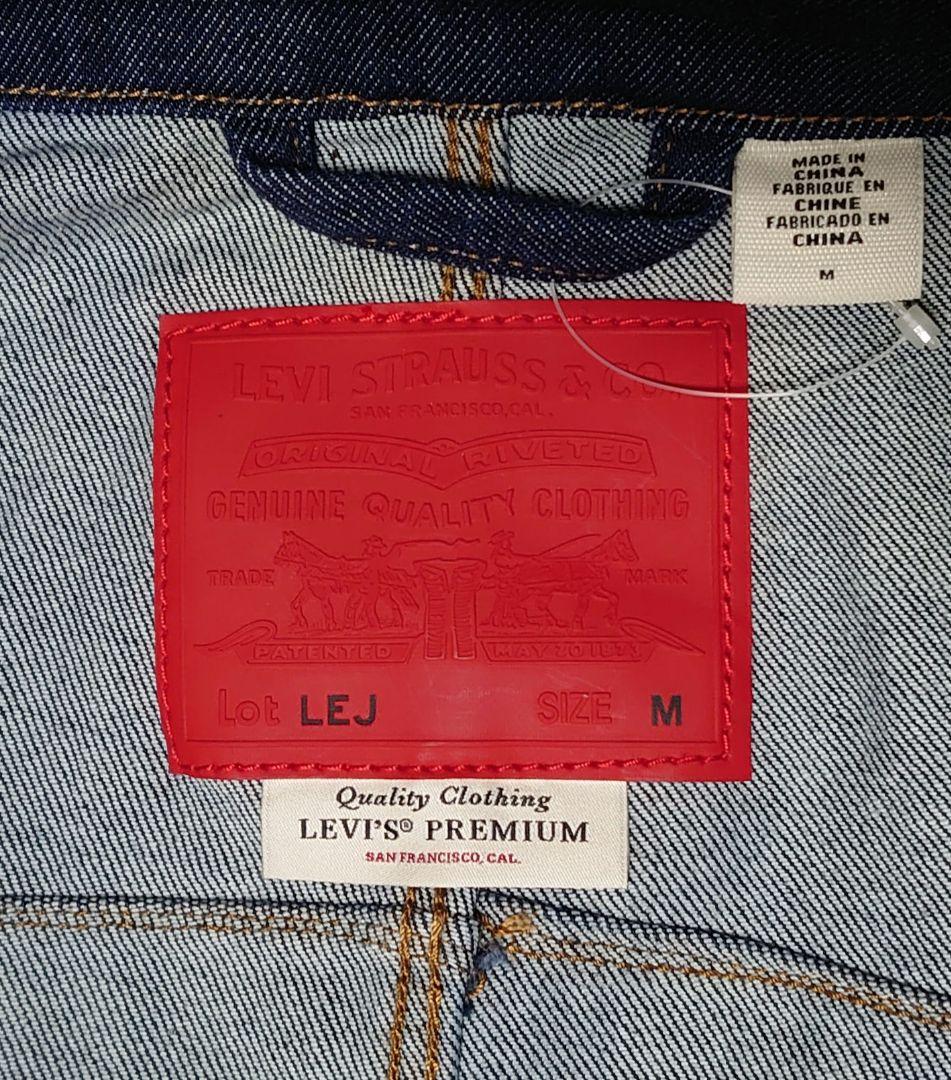 MADE IN
CHINA
FABRIQUE EN
CHINE
FABRICADO EN
CHINA
M
LEVI STRAUSS & CO.
SAN FRANCISCO, CAL.
ORIGINAL RIVETED
GENUINE QUALITY CLOTHING
TRADE MARK
PATENTED MAY 20 1873
Lot LEJ SIZE M
Quality Clothing
LEVI'S® PREMIUM
SAN FRANCISCO, CAL.